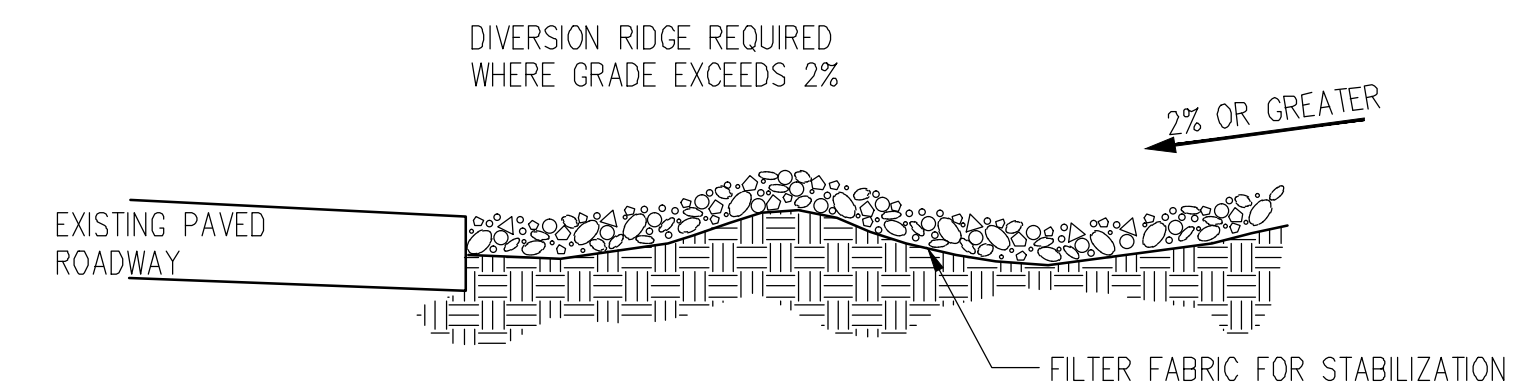 DIVERSION RIDGE REQUIRED
WHERE GRADE EXCEEDS 2%
2% OR GREATER
EXISTING PAVED
ROADWAY
FILTER FABRIC FOR STABILIZATION